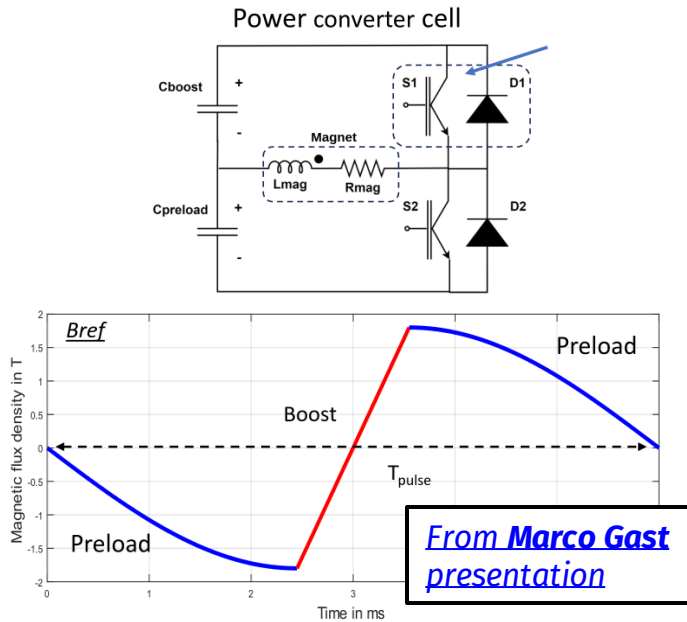 Power converter cell
S1
D1
Cboost
+
-
Magnet
Lmag
Rmag
Cpreload
+
-
S2
D2
Bref
Preload
Boost
Tpulse
Preload
Magnetic flux density in T
2
1.5
1
0.5
0
-0.5
-1
-1.5
-2
0
1
2
3
Time in ms
From Marco Gast
presentation